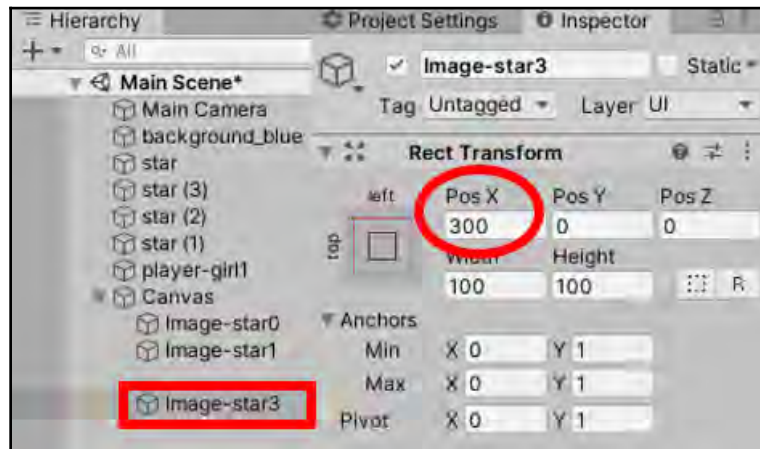 Hierarchy
Project Settings
Inspector
All
Main Scene*
Main Camera
background_blue
star
star (3)
star (2)
star (1)
player-girl1
Canvas
Image-star0
Image-star1
Image-star3
Image-star3
Static
Tag Untagged Layer UI
Rect Transform
left Pos X Pos Y Pos Z
300 0 0
top
Width Height
100 100 R
Anchors
Min X 0 Y 1
Max X 0 Y 1
Pivot X 0 Y 1